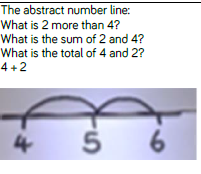 The abstract number line:
What is 2 more than 4?
What is the sum of 2 and 4?
What is the total of 4 and 2?
4 + 2
4 5 6